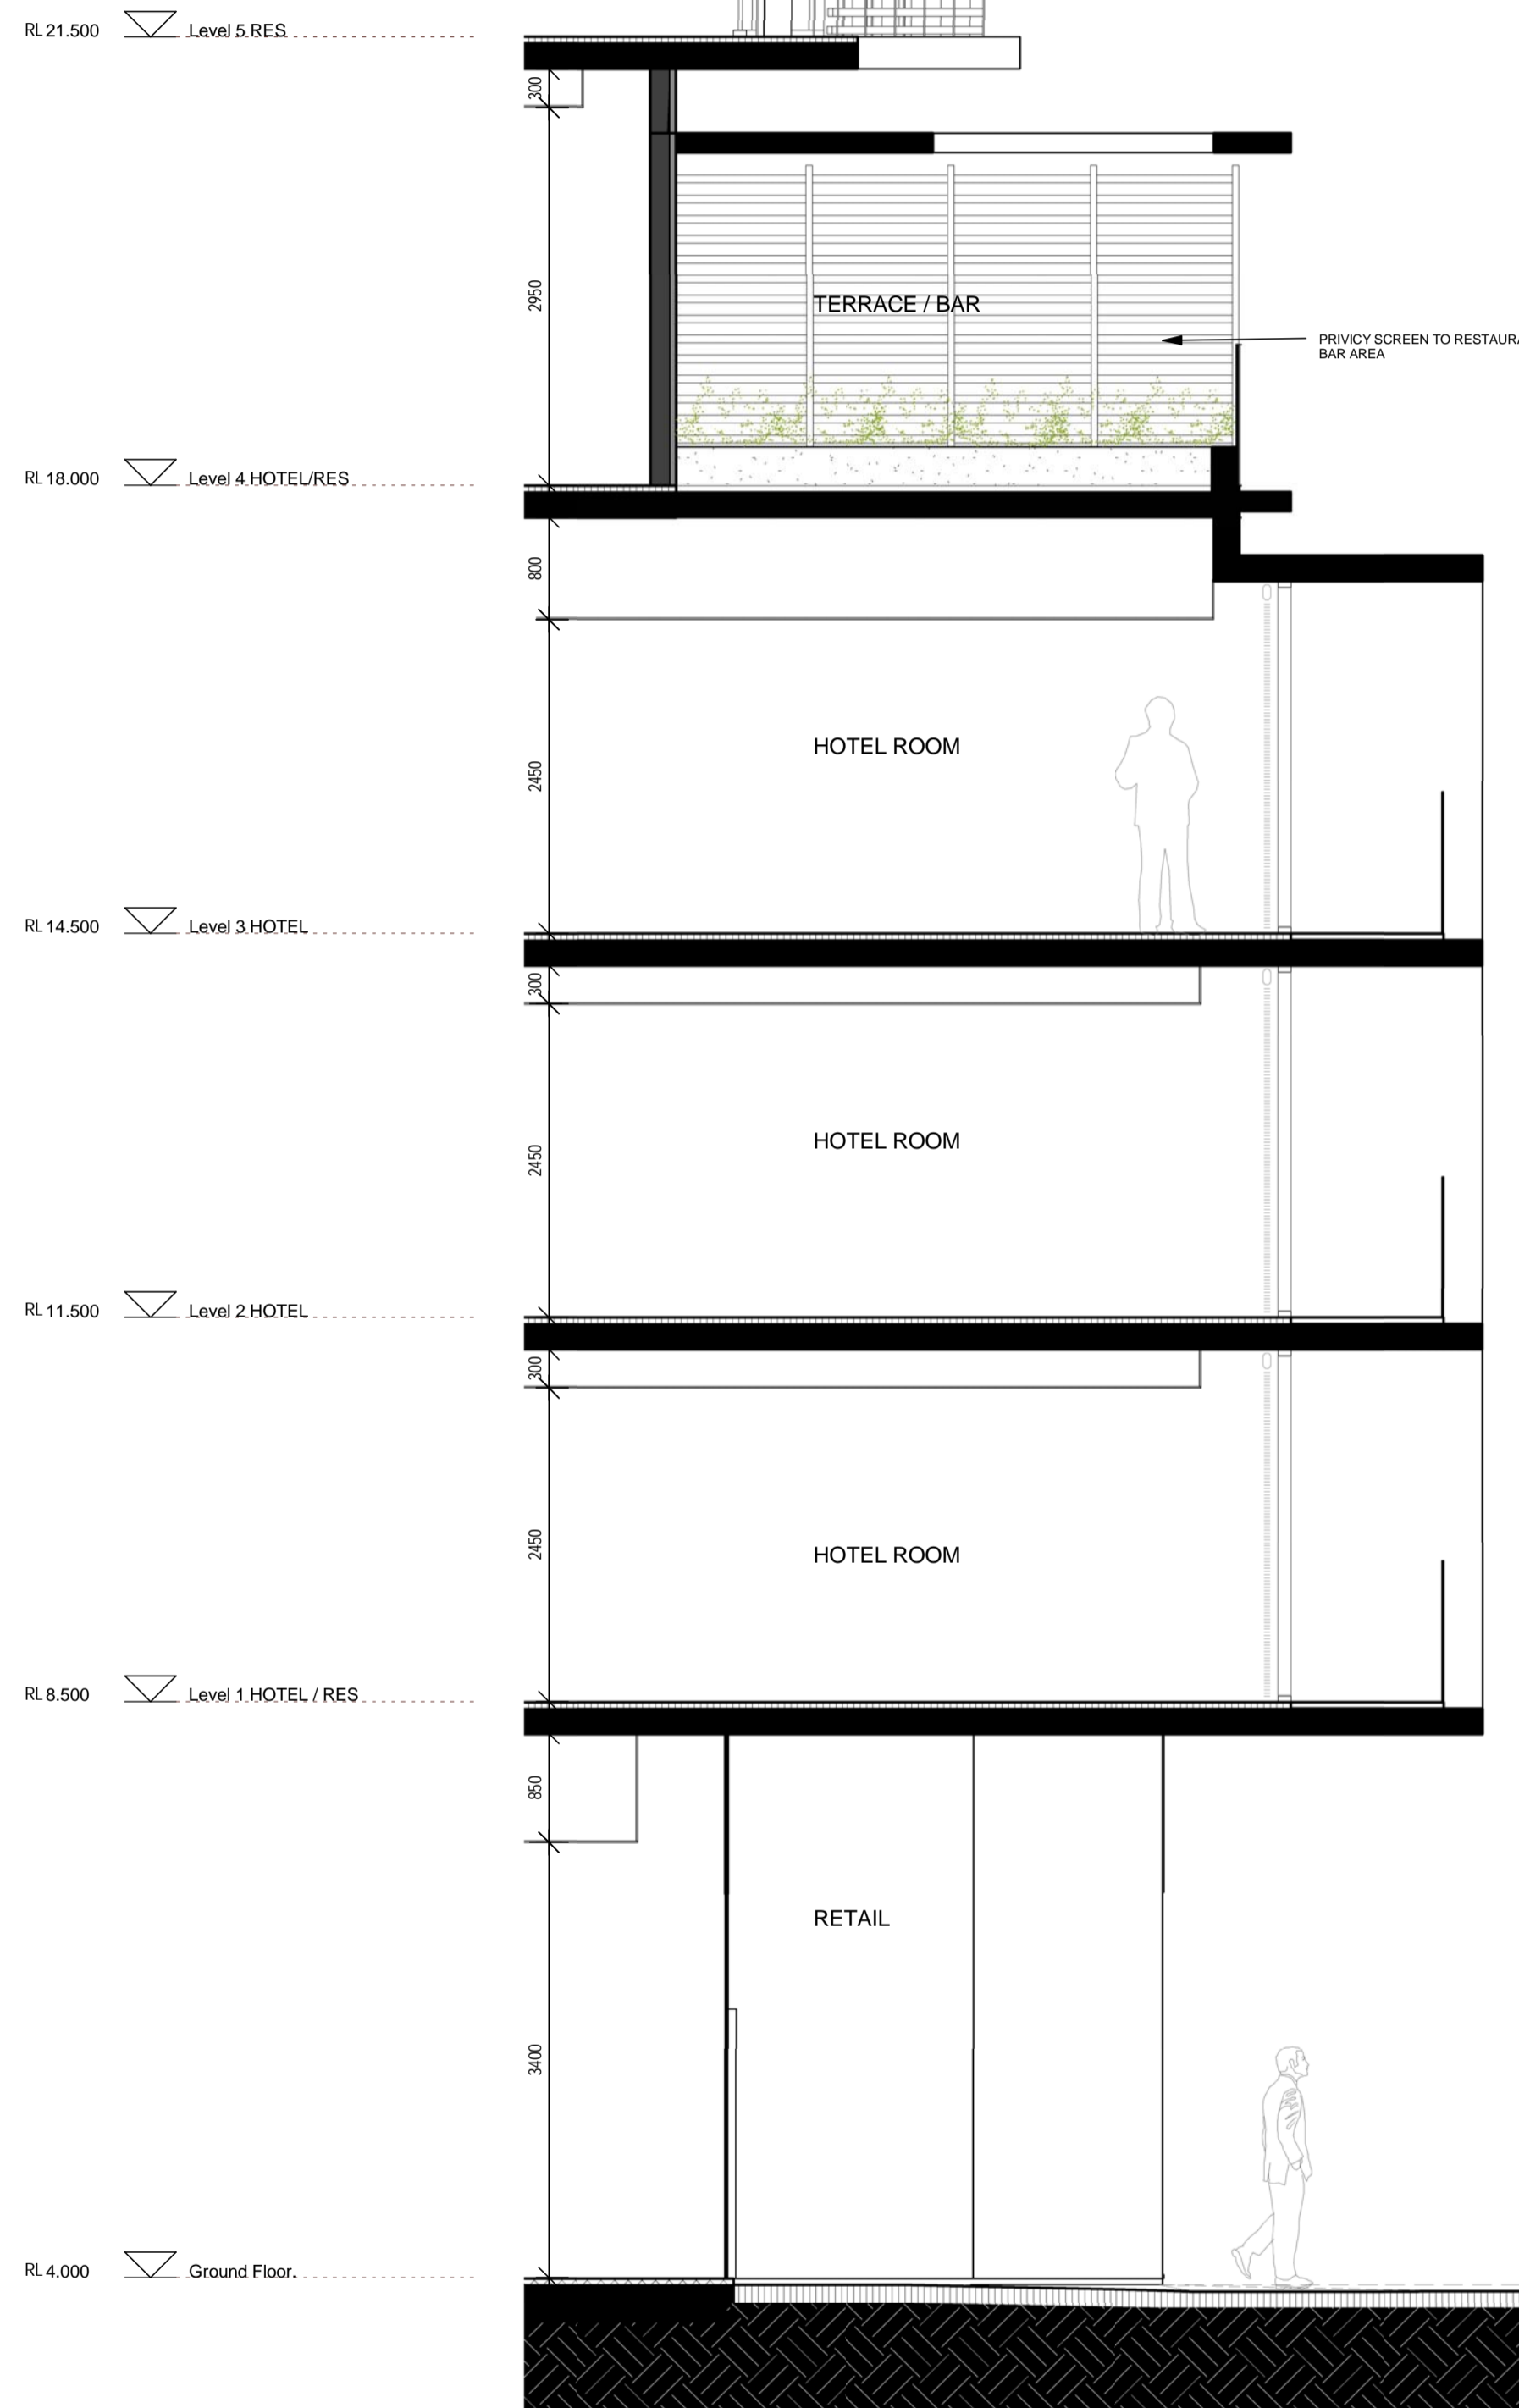 RL 21.500 Level 5 RES
300
2950
TERRACE / BAR
PRIVICY SCREEN TO
BAR AREA
RL 18.000 Level 4 HOTEL/RES
800
HOTEL ROOM
2450
RL 14.500 Level 3 HOTEL
300
HOTEL ROOM
2450
RL 11.500 Level 2 HOTEL
300
2450
HOTEL ROOM
RL 8.500 Level 1 HOTEL / RES
850
RETAIL
3400
RL 4.000 Ground Floor.